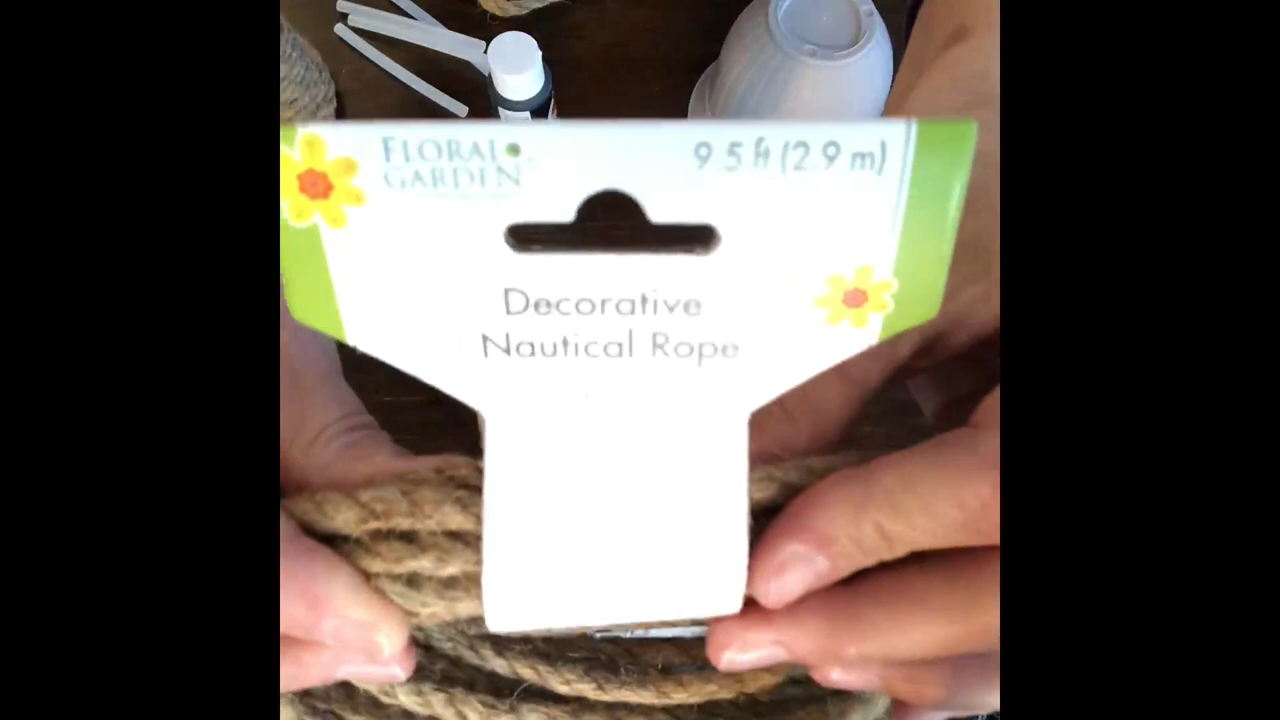 FLORAL
GARDEN
9.5 ft (2.9 m)
Decorative
Nautical Rope